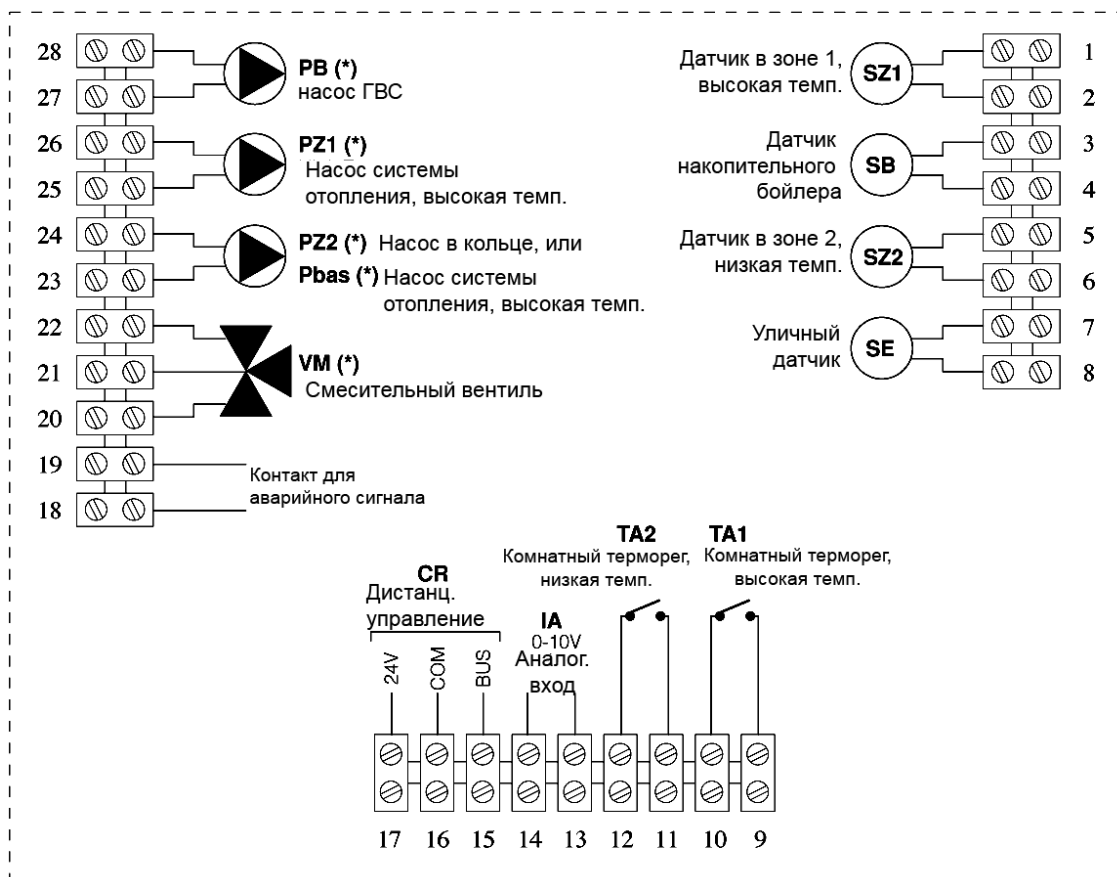 28
27
PB (*)
насос ГВС
26
25
PZ1 (*)
Насос системы
отопления, высокая темп.
24
23
PZ2 (*) Насос в кольце, или
Pbas (*) Насос системы
отопления, высокая темп.
22
21
20
VM (*)
Смесительный вентиль
19
18
Контакт для
аварийного сигнала
Датчик в зоне 1,
высокая темп.
SZ1
1
2
Датчик
накопительного
бойлера
SB
3
4
Датчик в зоне 2,
низкая темп.
SZ2
5
6
Уличный
датчик
SE
7
8
CR
Дистанц.
управление
24V
COM
BUS
IA
0-10V
Аналог.
вход
TA2
Комнатный терморег,
низкая темп.
TA1
Комнатный терморег,
высокая темп.
17 16 15 14 13 12 11 10 9